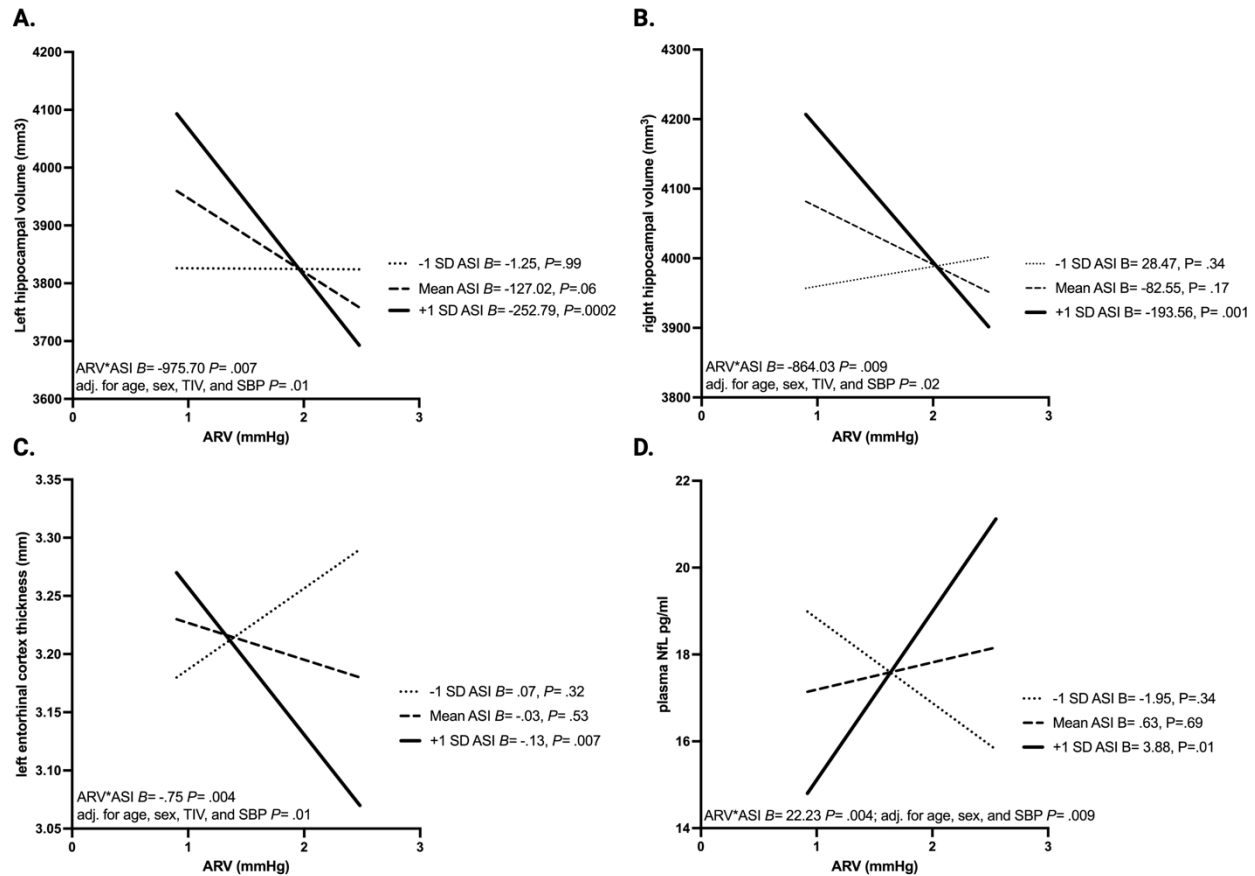 A.
4200
4100
4000
3900
3800
3700
3600
Left hippocampal volume (mm3)
-1 SD ASI B= -1.25, P=.99
Mean ASI B= -127.02, P=.06
+1 SD ASI B= -252.79, P=.0002
ARV*ASI B= -975.70 P= .007
adj. for age, sex, TIV, and SBP P= .01
0 1 2 3
ARV (mmHg)
B.
4300
4200
4100
4000
3900
3800
right hippocampal volume (mm³)
-1 SD ASI B= 28.47, P= .34
Mean ASI B= -82.55, P= .17
+1 SD ASI B= -193.56, P= .001
ARV*ASI B= -864.03 P= .009
adj. for age, sex, TIV, and SBP P= .02
0 1 2 3
ARV (mmHg)
C.
3.35
3.30
3.25
3.20
3.15
3.10
3.05
left entorhinal cortex thickness (mm)
-1 SD ASI B= .07, P= .32
Mean ASI B= -.03, P= .53
+1 SD ASI B= -.13, P= .007
ARV*ASI B= -.75 P= .004
adj. for age, sex, TIV, and SBP P= .01
0 1 2 3
ARV (mmHg)
D.
22
20
18
16
14
plasma NfL pg/ml
-1 SD ASI B= -1.95, P=.34
Mean ASI B= .63, P=.69
+1 SD ASI B= 3.88, P=.01
ARV*ASI B= 22.23 P= .004; adj. for age, sex, and SBP P= .009
0 1 2 3
ARV (mmHg)